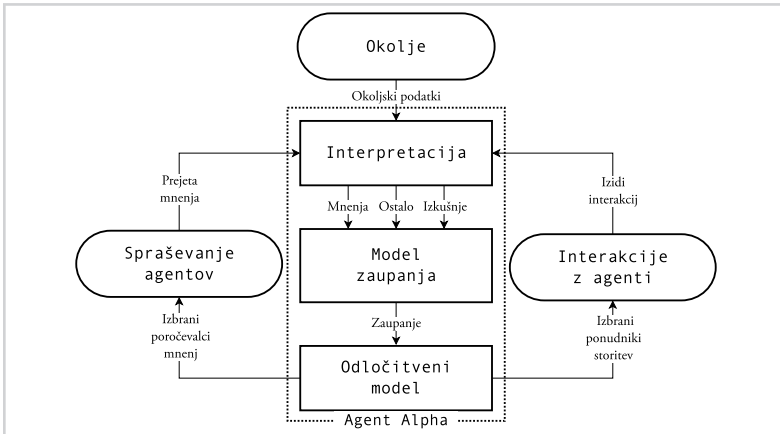 Okolje
Okoljski podatki
Interpretacija
Prejeta
mnenja
Izidi
interakcij
Mnenja
Ostalo
Izkušnje
Spraševanje
agentov
Model
zaupanja
Interakcije
z agenti
Izbrani
poročevalci
mnenj
Zaupanje
Izbrani
ponudniki
storitev
Odločitveni
model
Agent Alpha